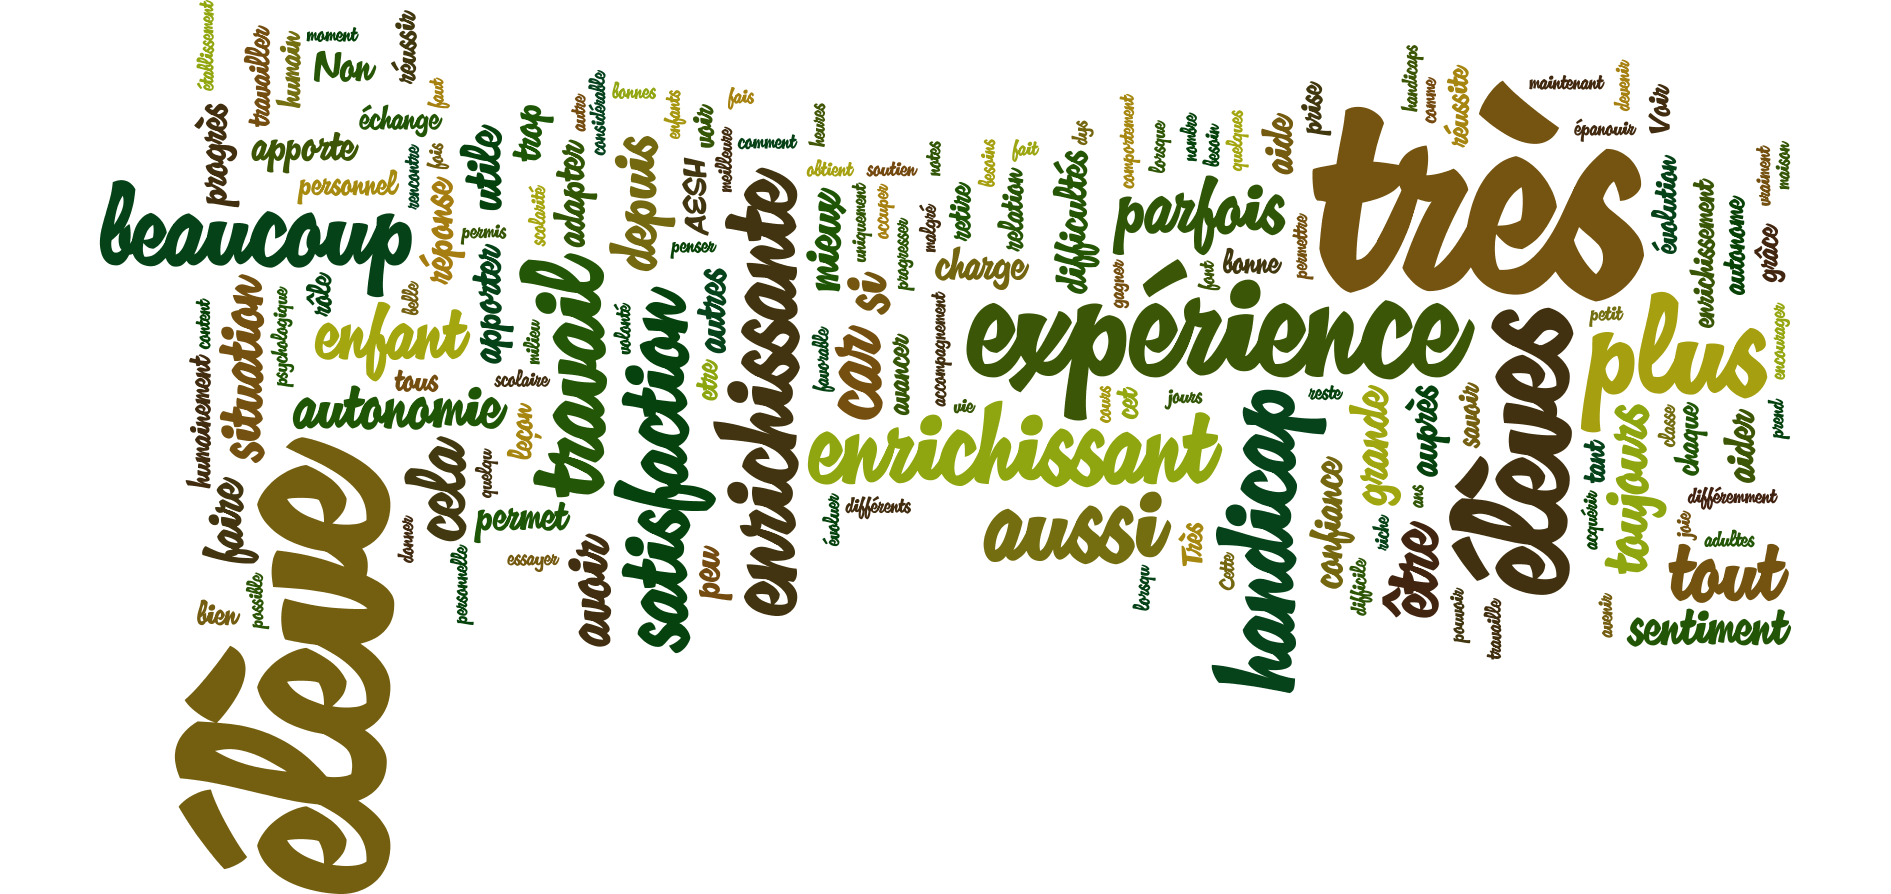 établissement
travailler
humain
moment
Non
réussir
progrès
apporte
échange
faut
personnel
rencontre
fois
beaucoup
réponse
utile
permis
trop
scolarité
adapter
autre
considérable
bonnes
enfants
fais
depuis
voir
AESH
meilleure
penser
comment
heures
enrichissante
obtient
soutien
notes
mieux
uniquement
occuper
progresser
malgré
retire
besoins
fait
relation
charge
difficultés
dys
comportement
lorsque
nombre
besoin
quelques
parfois
aide
prise
gagner
font
bonne
permette
très
handicaps
comme
réussite
maintenant
devenir
épanouir
Voir
évolution
enrichissement
autonome
vraiment
maison
grâce
contenu
situation
psychologique
rôle
belle
enfant
apporter
milieu
travail
volonté
autres
satisfaction
etre
favorable
car
si
avancer
accompagnement
expérience
petit
plus
encourager
humainement
tous
scolaire
autonomie
leçon
cela
quelqu
vie
cours
cet
jours
enrichissant
handicap
reste
grande
auprès
savoir
élèves
tant
toujours
classe
chaque
aider
prend
faire
donner
permet
évoluer
différents
aussi
Très
confiance
ans
riche
acquérir
différemment
joie
adultes
élève
bien
possible
personnelle
essayer
avoir
peu
lorsqu
Cette
difficile
être
pouvoir
travaille
avenir
tout
sentiment